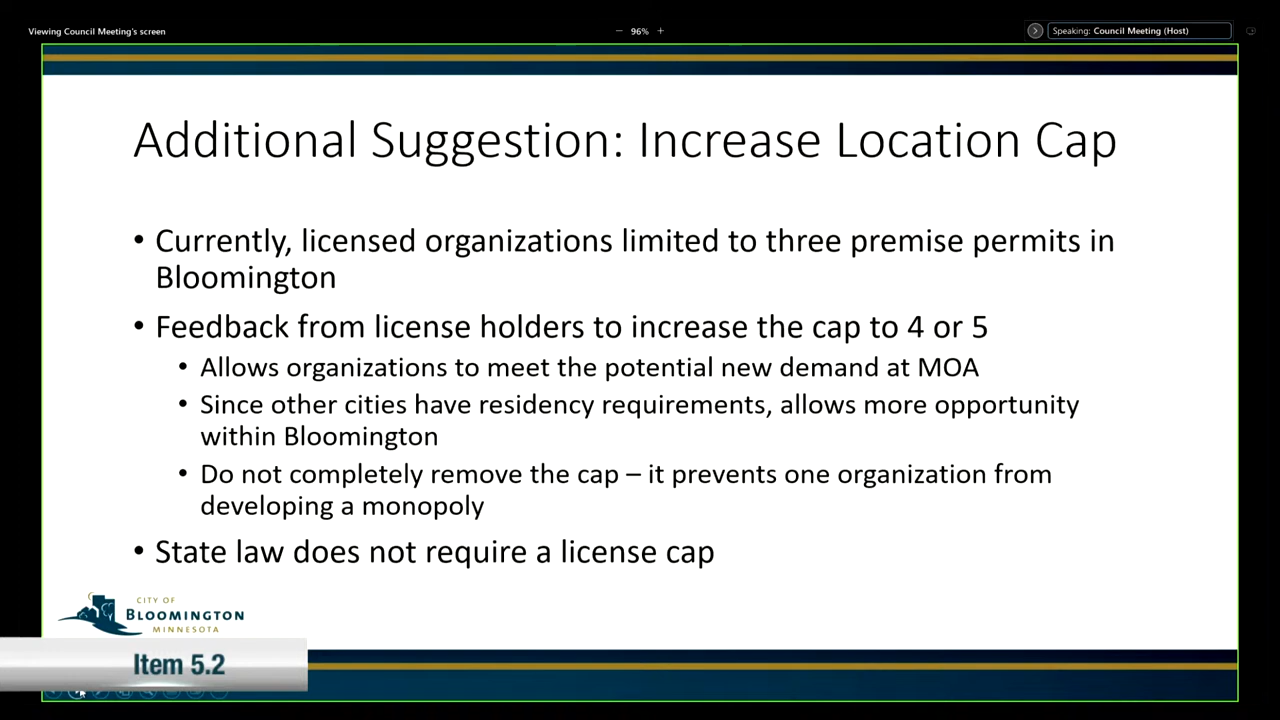 Viewing Council Meeting's screen
− 96% +
Speaking: Council Meeting (Host)
Additional Suggestion: Increase Location Cap
• Currently, licensed organizations limited to three premise permits in
Bloomington
• Feedback from license holders to increase the cap to 4 or 5
• Allows organizations to meet the potential new demand at MOA
• Since other cities have residency requirements, allows more opportunity
within Bloomington
• Do not completely remove the cap – it prevents one organization from
developing a monopoly
• State law does not require a license cap
CITY OF
BLOOMINGTON
MINNESOTA
Item 5.2